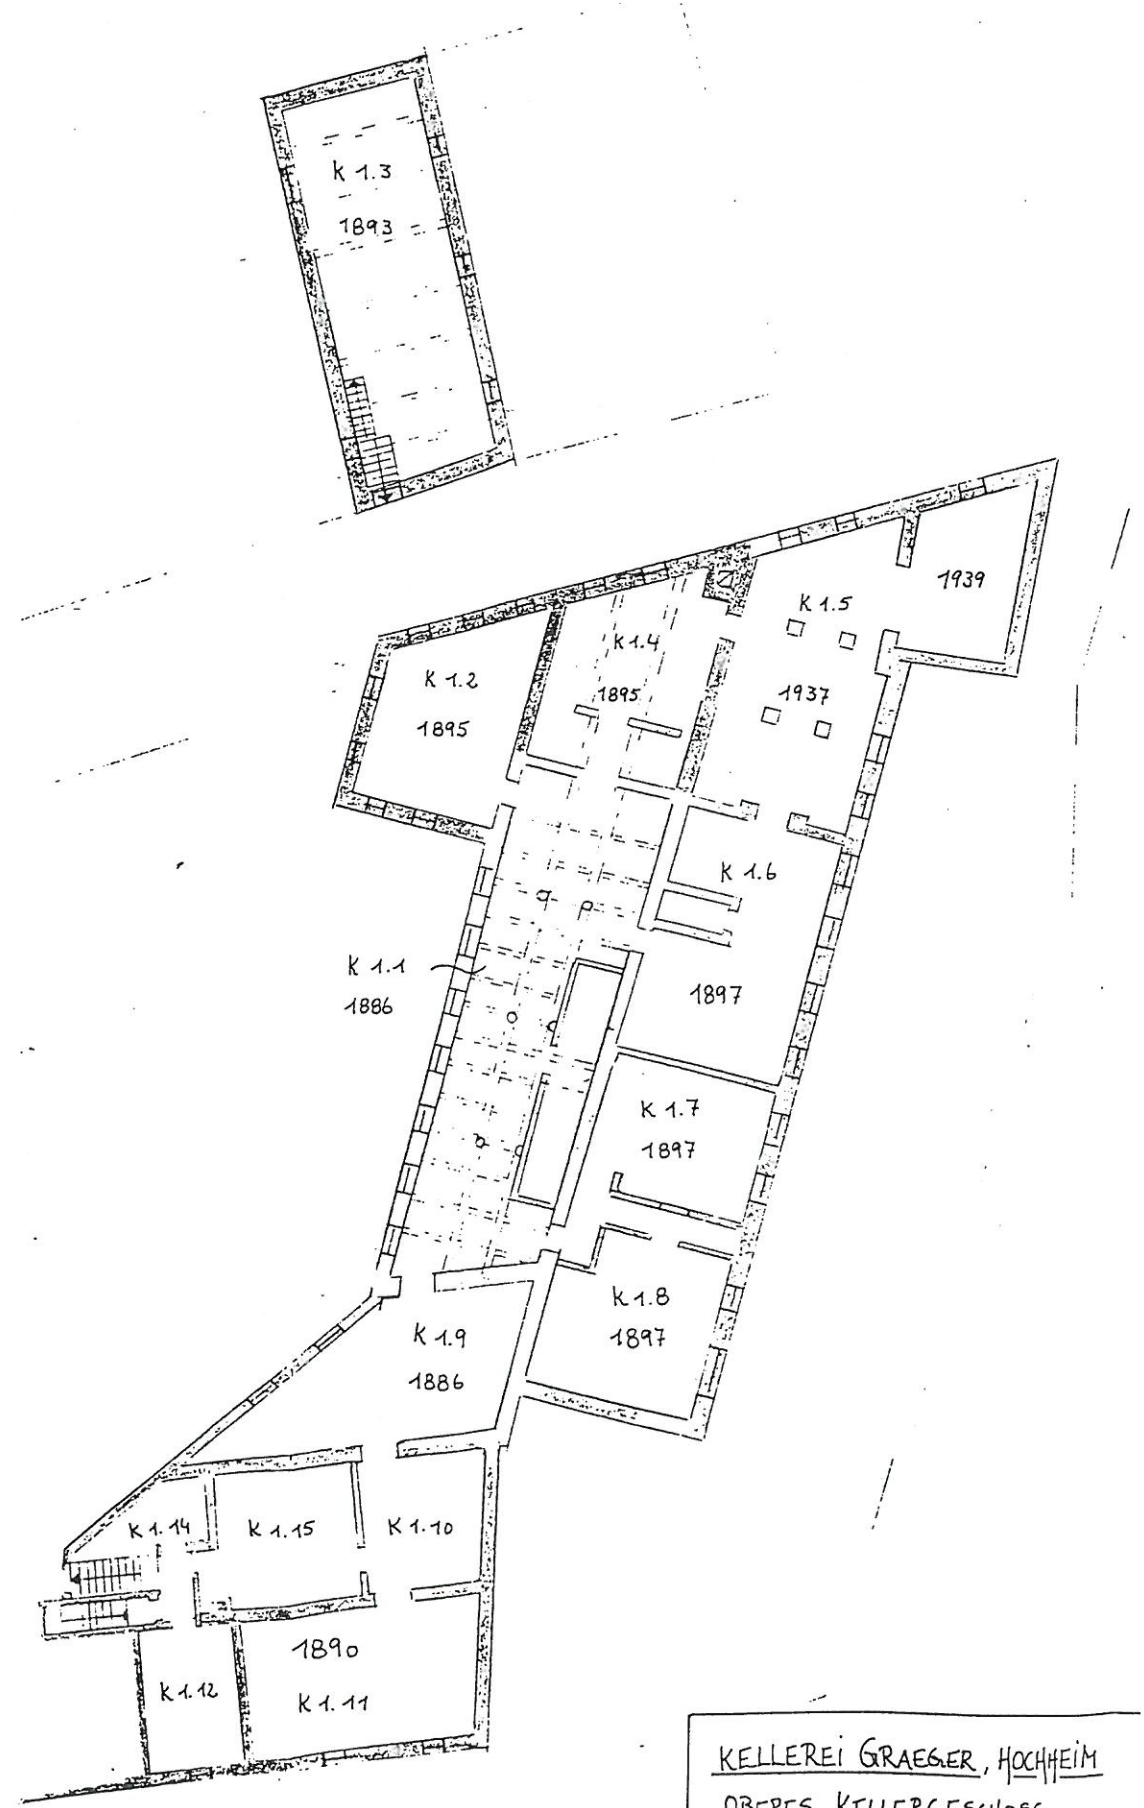 K 1.3
1893
1939
K 1.5
K 1.4
K 1.2
1895
1937
1895
K 1.6
K 1.1
1886
1897
K 1.7
1897
K 1.8
1897
K 1.9
1886
K 1.14
K 1.15
K 1.10
1890
K 1.12
K 1.11
KELLEREi GRAEGER, HOCHHEiM
OBERES KELLERGESCHOSS